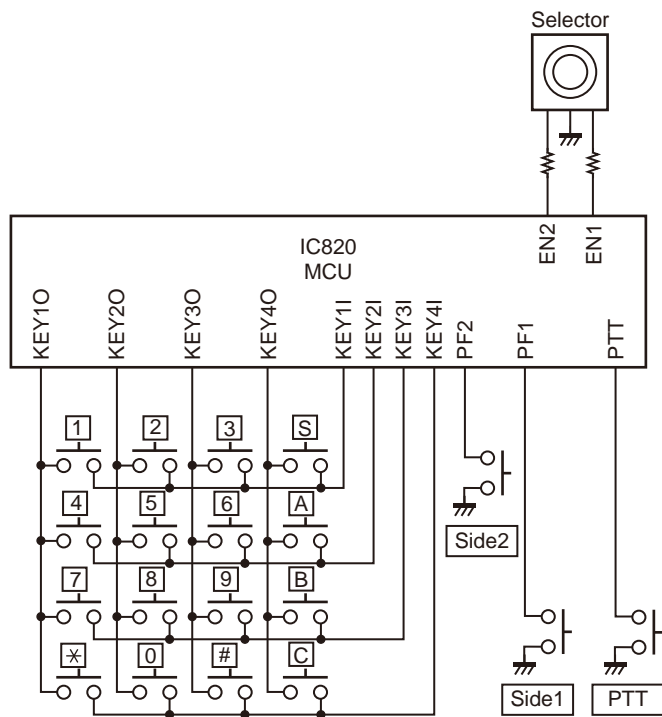 Selector
EN2
EN1
IC820
MCU
KEY1O
KEY2O
KEY3O
KEY4O
KEY1I
KEY2I
KEY3I
KEY4I
PF2
PF1
PTT
1 2 3 S
4 5 6 A
Side2
7 8 9 B
* 0 # C
Side1 PTT